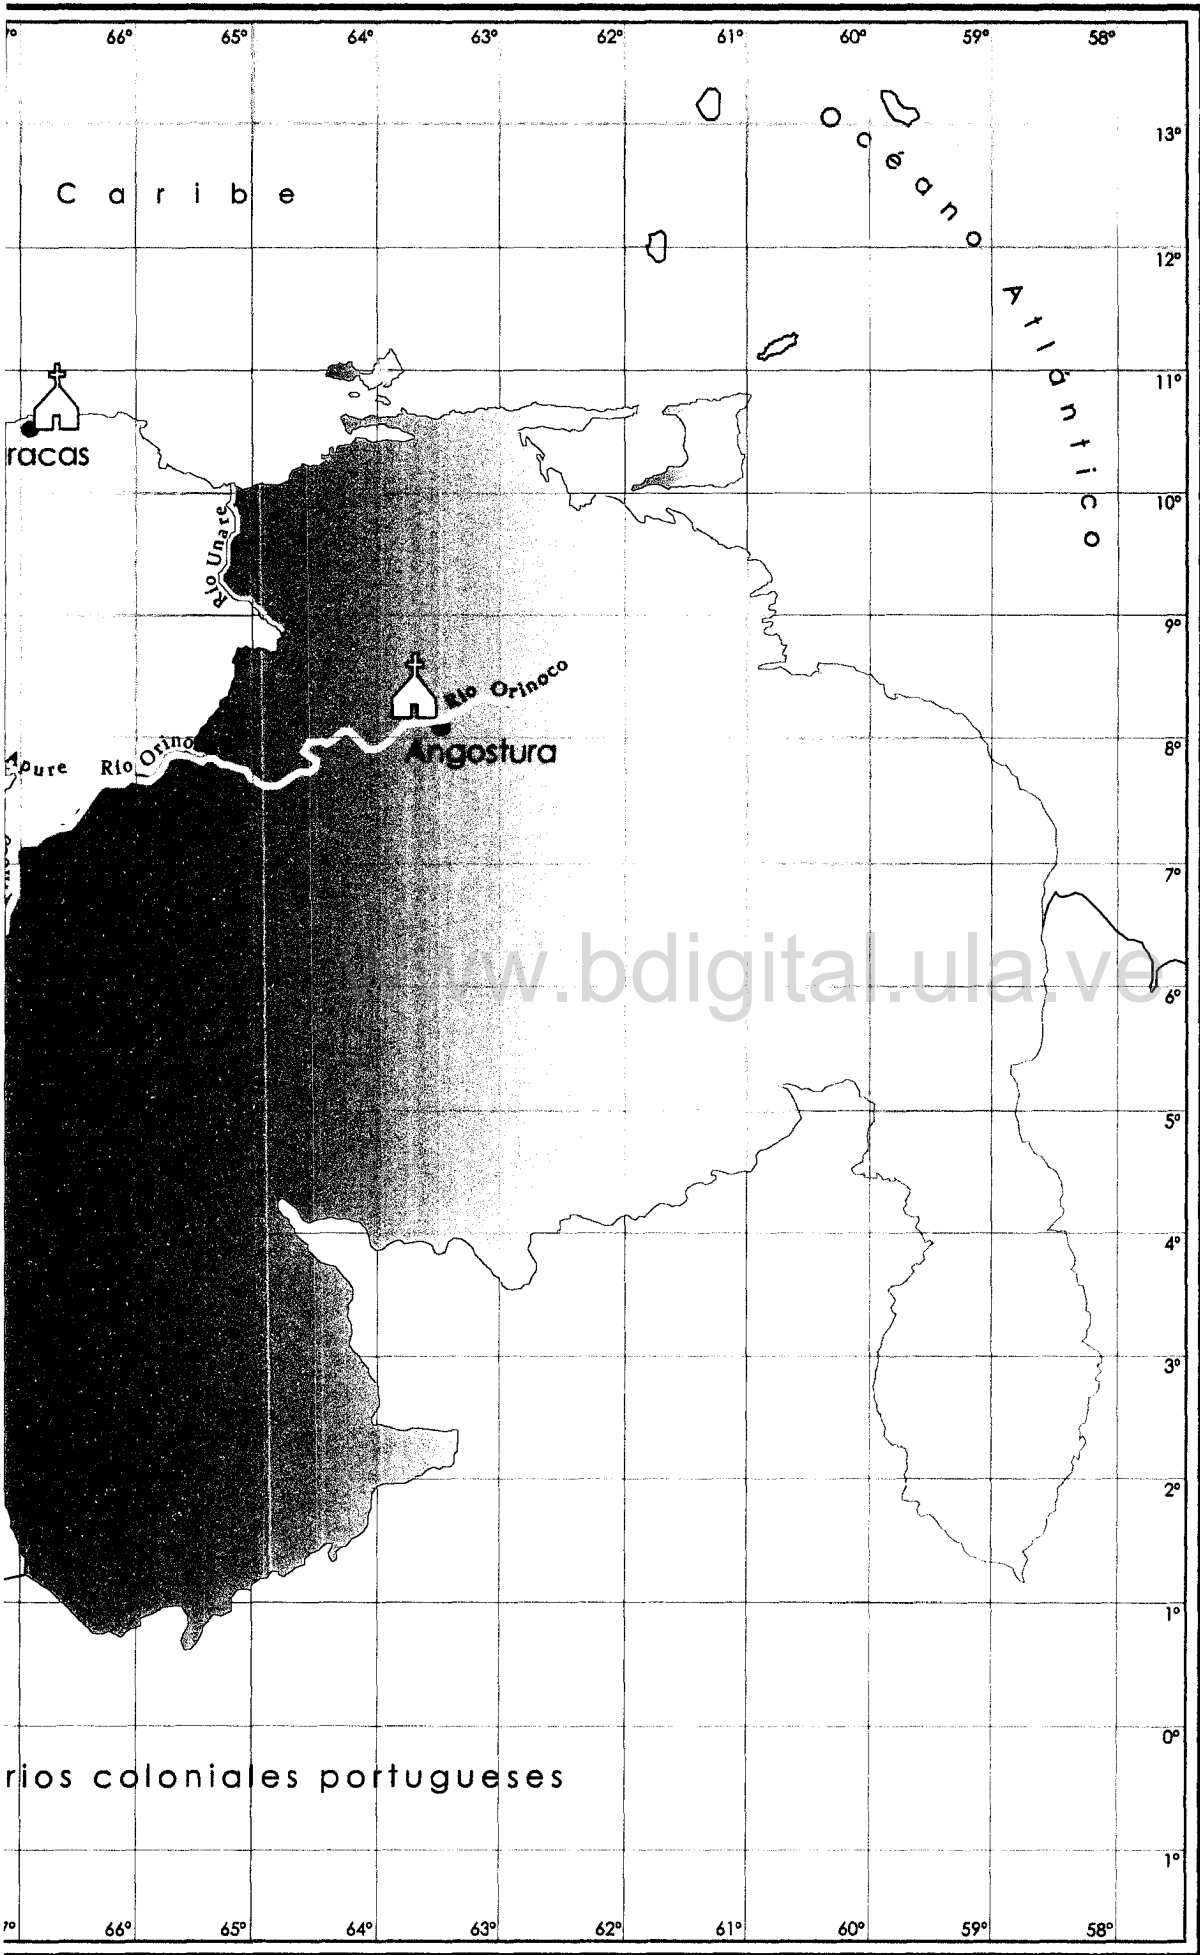 7° 66° 65° 64° 63° 62° 61° 60° 59° 58°
13°
Océano
Caribe
12°
Atlántico
11°
racas
10°
Río Unare
9°
Río Orinoco
8°
Angostura
Apure Río Orino
7°
www.bdigital.ula.ve
6°
5°
4°
3°
2°
1°
0°
rios coloniales portugueses
1°
7° 66° 65° 64° 63° 62° 61° 60° 59° 58°